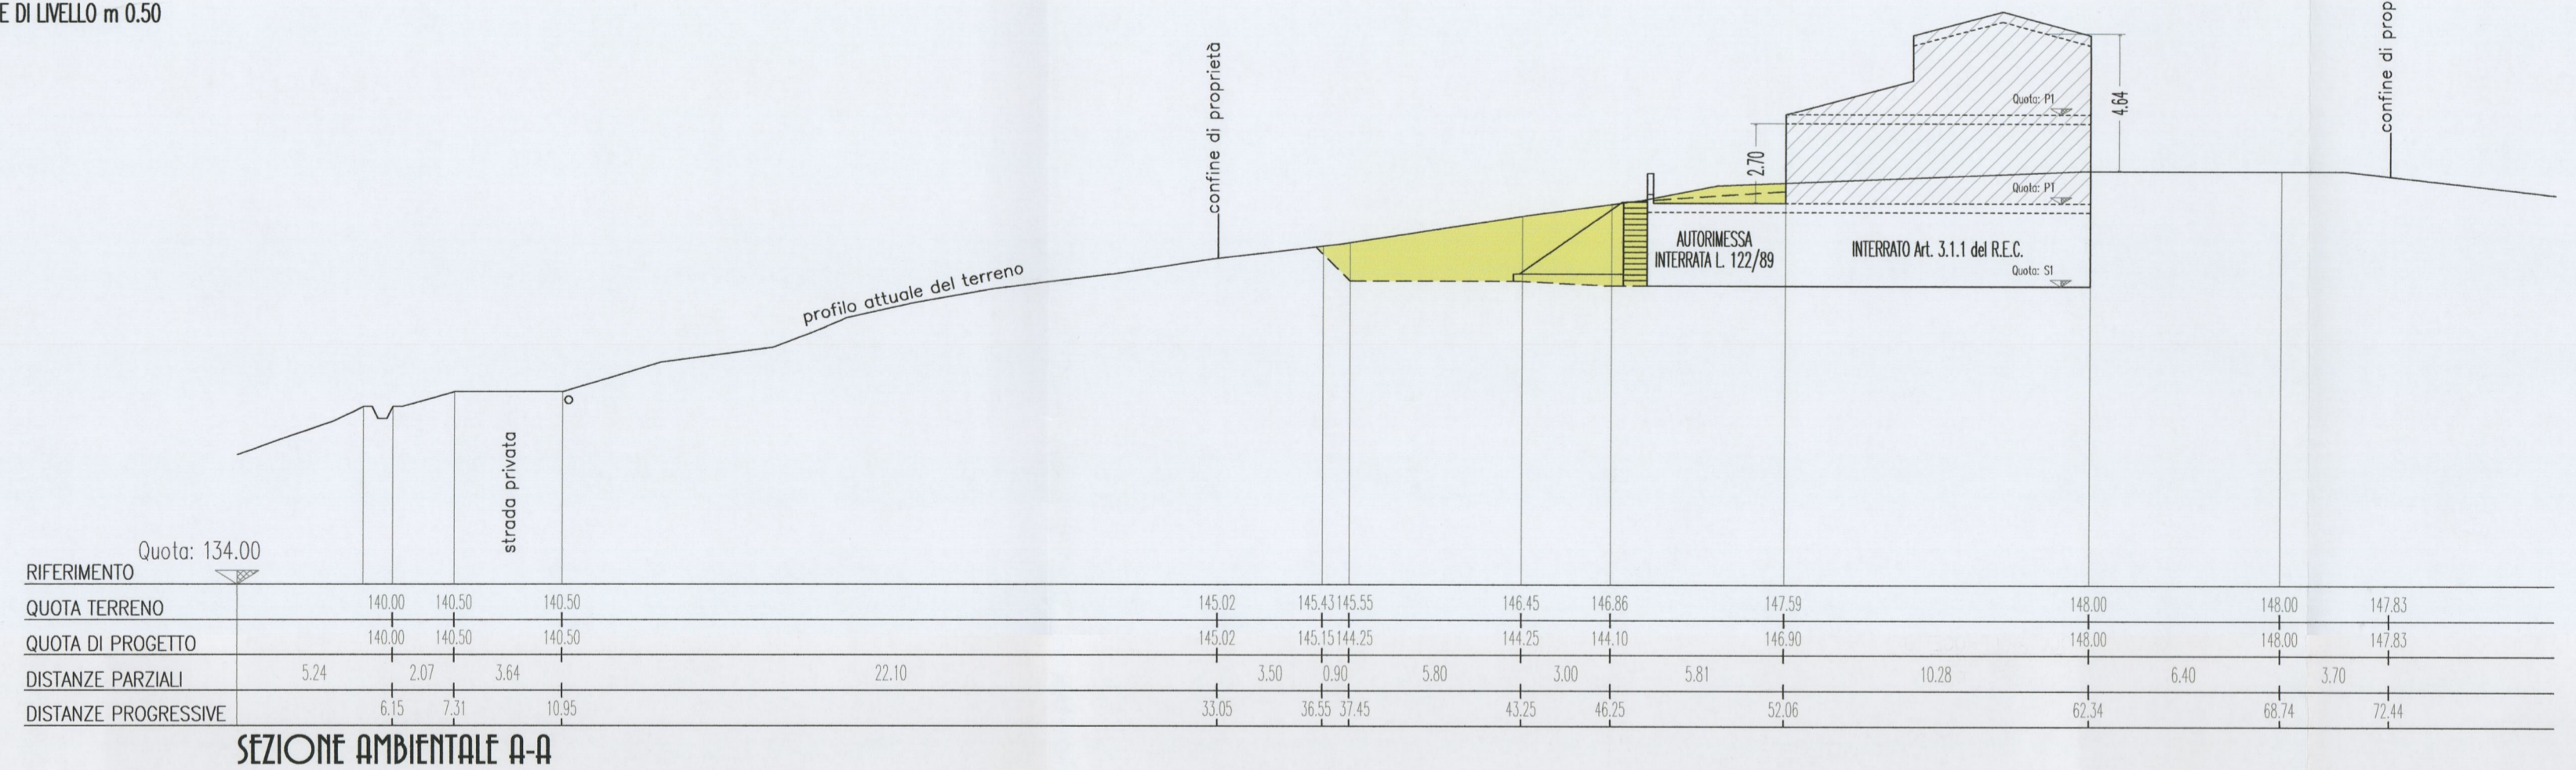 E DI LIVELLO m 0.50
confine di proprietà
confine di prop
Quota: P1
4.64
2.70
Quota: P1
AUTORIMESSA
INTERRATA L. 122/89
INTERRATO Art. 3.1.1 del R.E.C.
Quota: S1
profilo attuale del terreno
strada privata
Quota: 134.00
RIFERIMENTO
QUOTA TERRENO 140.00 140.50 140.50 145.02 145.43 145.55 146.45 146.86 147.59 148.00 148.00 147.83
QUOTA DI PROGETTO 140.00 140.50 140.50 145.02 145.15 144.25 144.25 144.10 146.90 148.00 148.00 147.83
DISTANZE PARZIALI 5.24 2.07 3.64 22.10 3.50 0.90 5.80 3.00 5.81 10.28 6.40 3.70
DISTANZE PROGRESSIVE 6.15 7.31 10.95 33.05 36.55 37.45 43.25 46.25 52.06 62.34 68.74 72.44
SEZIONE AMBIENTALE A-A